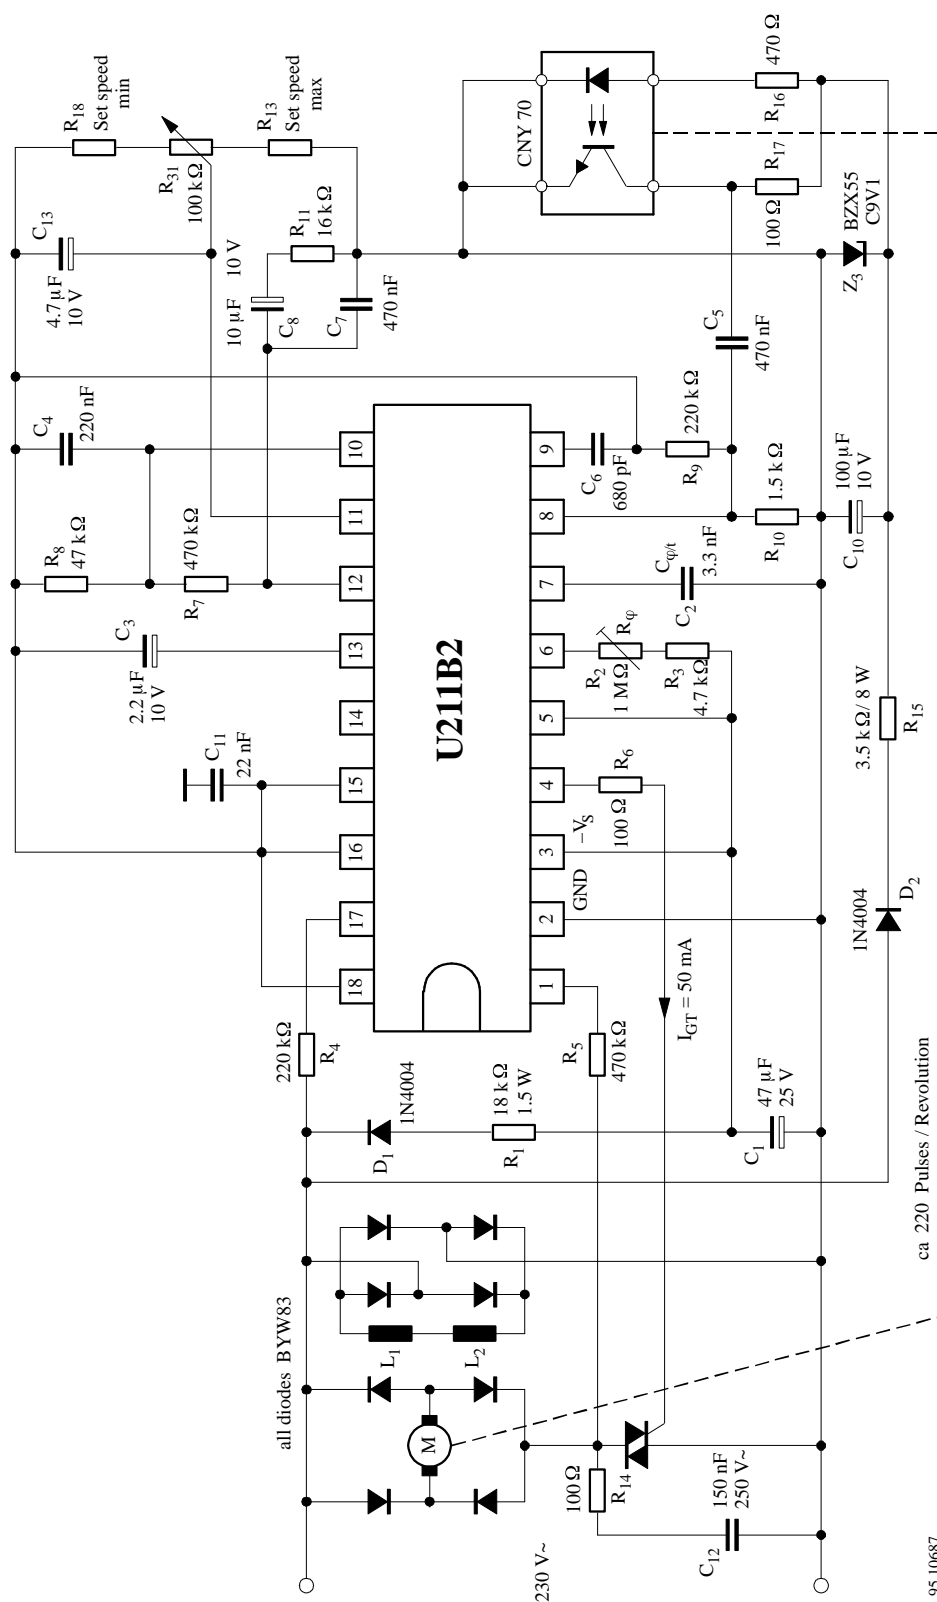 R18
Set speed
min
R31
100 kΩ
R13
Set speed
max
C13
4.7 µF
10 V
R11
16 kΩ
10 V
10 µF
C8
C7
470 nF
CNY 70
R16
470 Ω
R17
100 Ω
BZX55
C9V1
Z3
C4
220 nF
R8
47 kΩ
R7
470 kΩ
C3
2.2 µF
10 V
C11
22 nF
18
17
16
15
14
13
12
11
10
U211B2
1
2
3
4
5
6
7
8
9
GND
–VS
C6
680 pF
R9
220 kΩ
C5
470 nF
R10
1.5 kΩ
C10
100 µF
10 V
Cφ/t
C2
3.3 nF
R2
1 MΩ
Rφ
R3
4.7 kΩ
R6
100 Ω
IGT = 50 mA
R15
3.5 kΩ/ 8 W
D2
1N4004
R4
220 kΩ
R5
470 kΩ
D1
1N4004
R1
18 kΩ
1.5 W
C1
47 µF
25 V
all diodes BYW83
L1
L2
M
R14
100 Ω
C12
150 nF
250 V~
230 V~
ca 220 Pulses / Revolution
95 10687